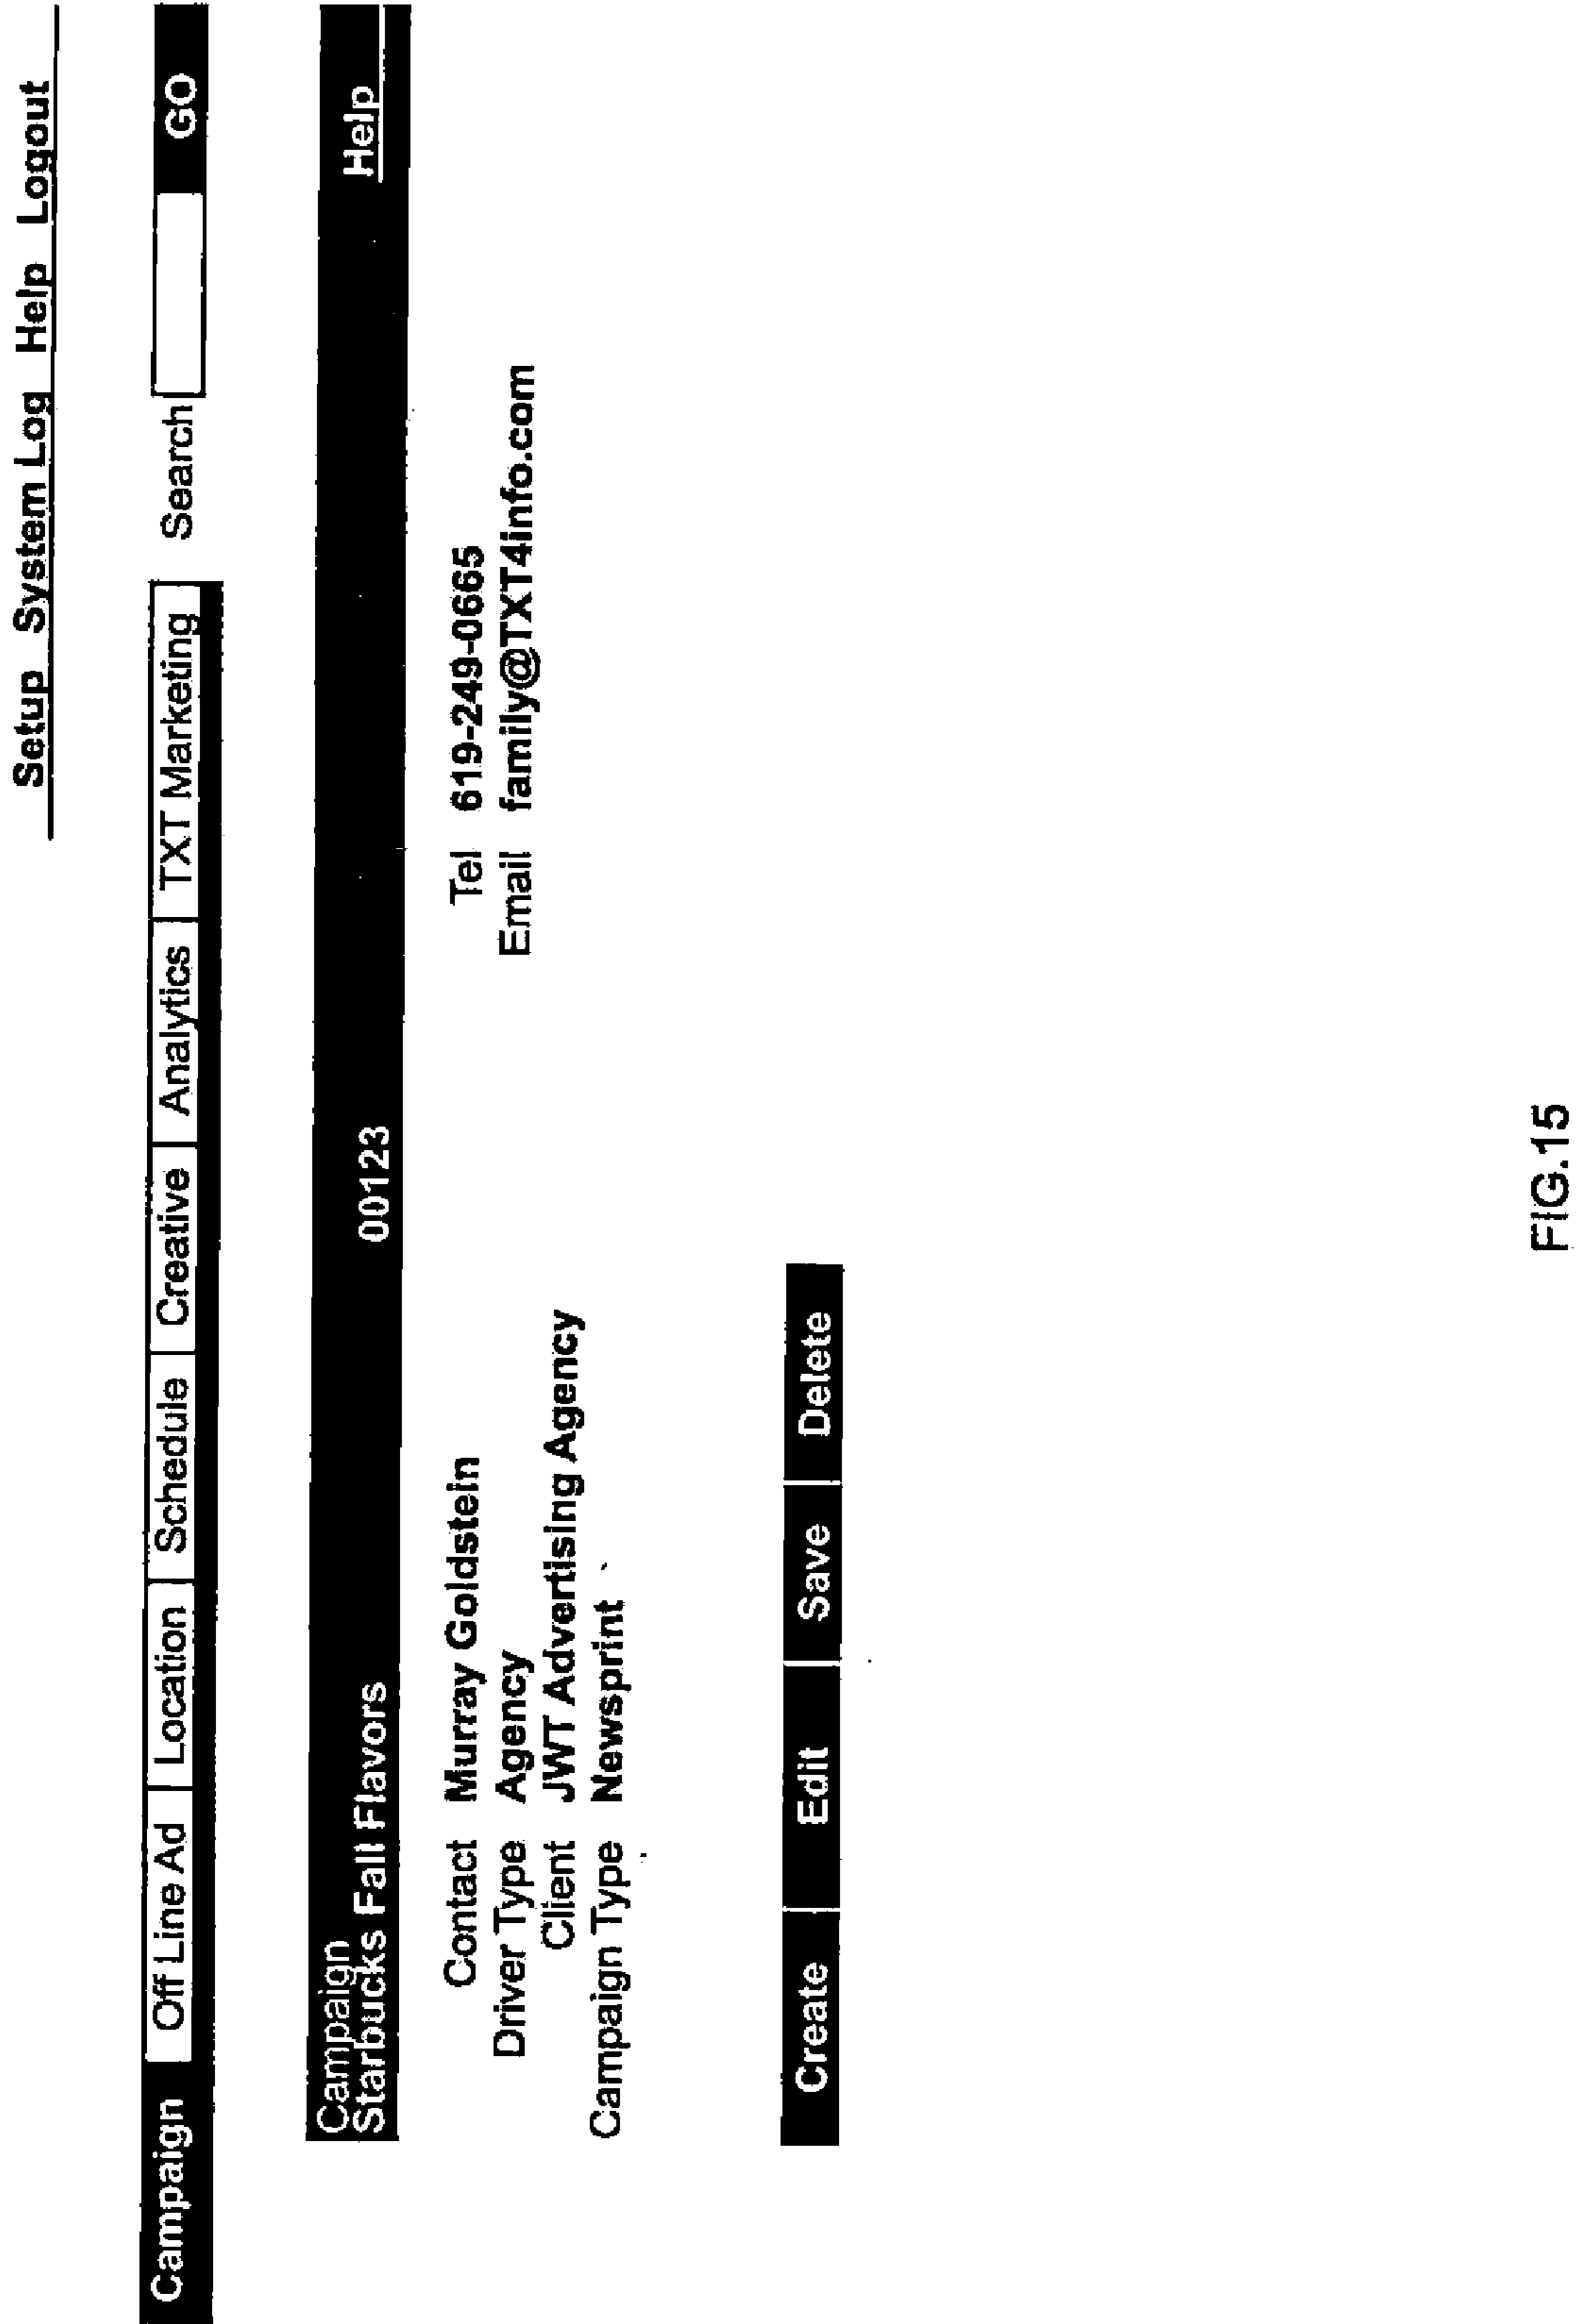 Setup System Log Help Logout
Campaign Off Line Ad Location Schedule Creative Analytics TXT Marketing Search GO
Campaign
Starbucks Fall Flavors 00123 Help
Contact Murray Goldstein Tel 619-249-0665
Driver Type Agency Email family@TXT4info.com
Client JWT Advertising Agency
Campaign Type Newsprint
Create Edit Save Delete
FIG.15